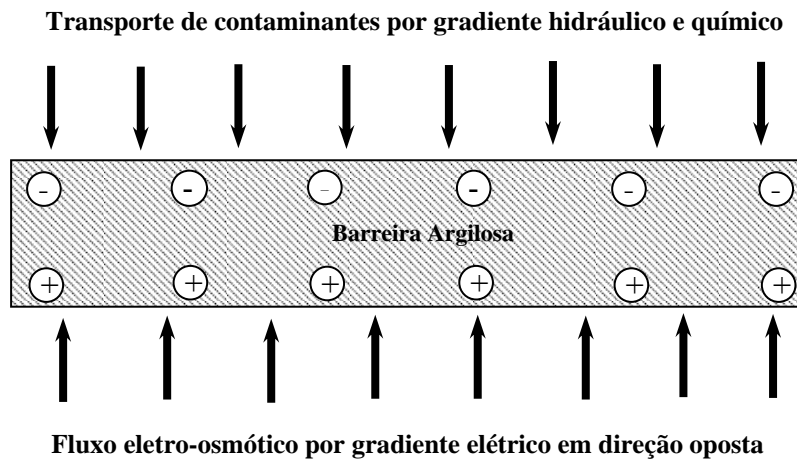 Transporte de contaminantes por gradiente hidráulico e químico
- - - - - -
Barreira Argilosa
+ + + + + +
Fluxo eletro-osmótico por gradiente elétrico em direção oposta